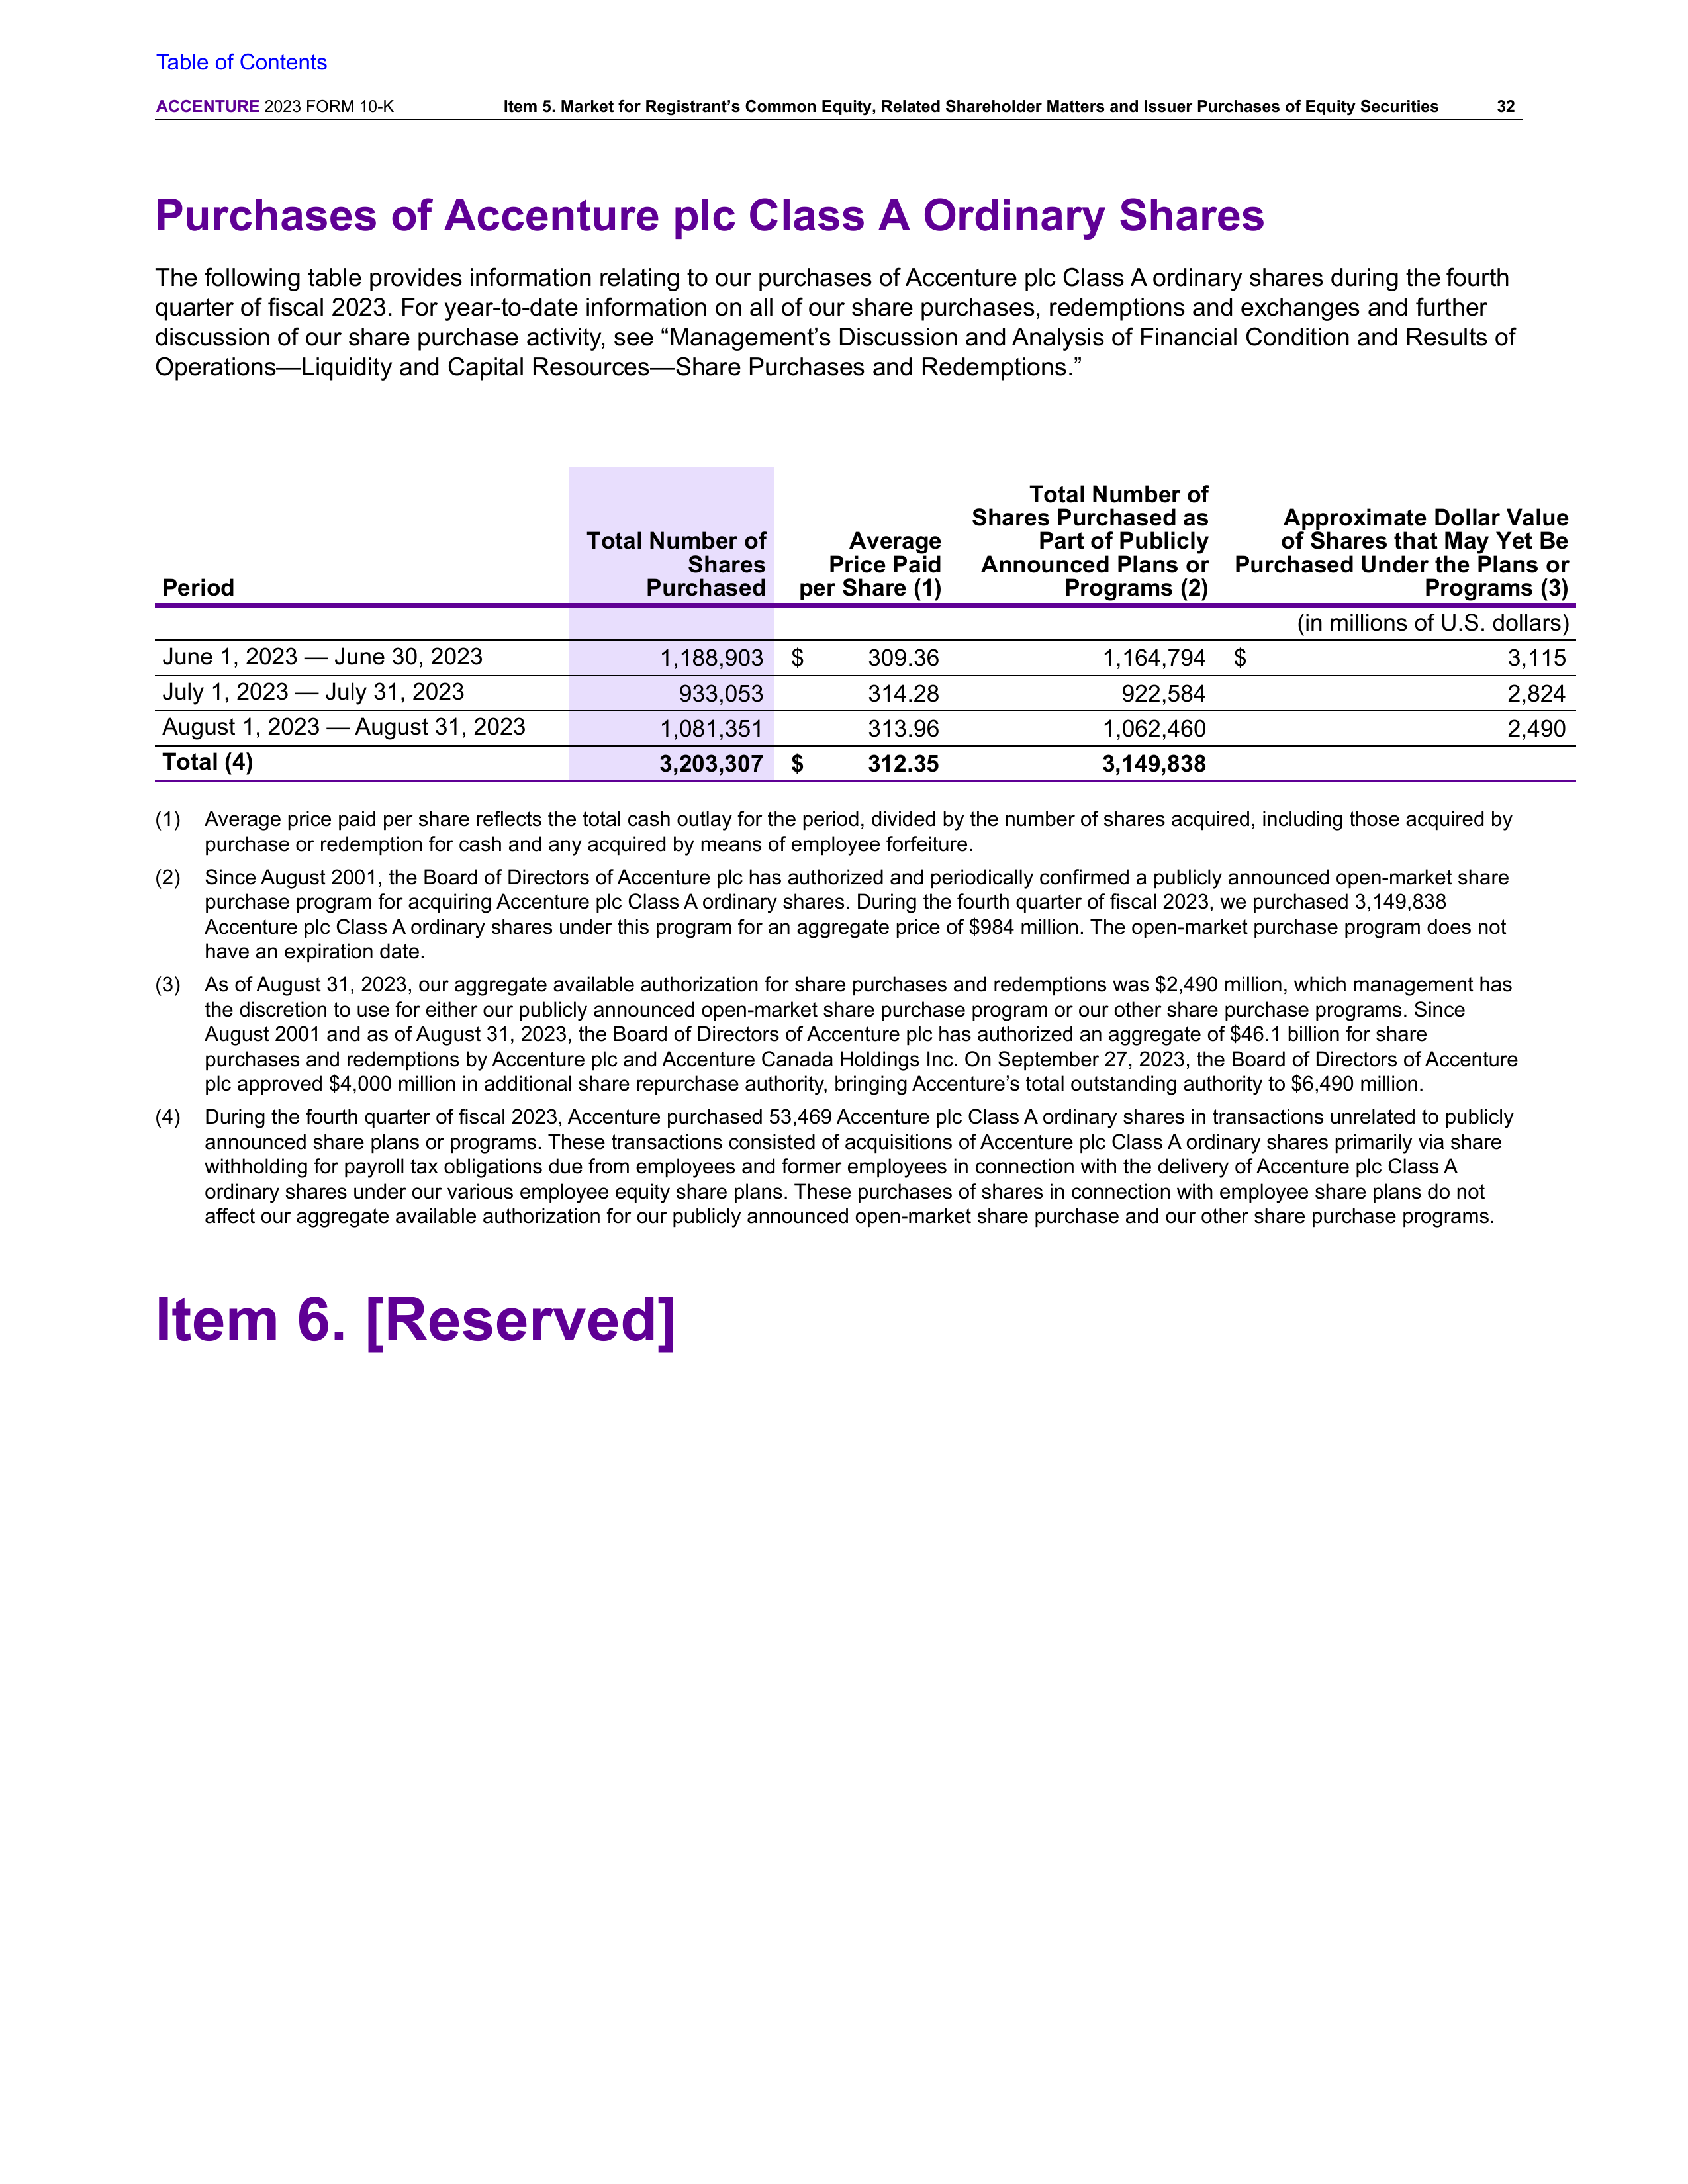 Table of Contents
ACCENTURE 2023 FORM 10-K Item 5. Market for Registrant’s Common Equity, Related Shareholder Matters and Issuer Purchases of Equity Securities 32
Purchases of Accenture plc Class A Ordinary Shares
The following table provides information relating to our purchases of Accenture plc Class A ordinary shares during the fourth
quarter of fiscal 2023. For year-to-date information on all of our share purchases, redemptions and exchanges and further
discussion of our share purchase activity, see “Management’s Discussion and Analysis of Financial Condition and Results of
Operations—Liquidity and Capital Resources—Share Purchases and Redemptions.”
Period
Total Number of
Shares
Purchased
Average
Price Paid
per Share (1)
Total Number of
Shares Purchased as
Part of Publicly
Announced Plans or
Programs (2)
Approximate Dollar Value
of Shares that May Yet Be
Purchased Under the Plans or
Programs (3)
(in millions of U.S. dollars)
June 1, 2023 — June 30, 2023 1,188,903 $ 309.36 1,164,794 $ 3,115
July 1, 2023 — July 31, 2023 933,053 314.28 922,584 2,824
August 1, 2023 — August 31, 2023 1,081,351 313.96 1,062,460 2,490
Total (4) 3,203,307 $ 312.35 3,149,838
(1) Average price paid per share reflects the total cash outlay for the period, divided by the number of shares acquired, including those acquired by
purchase or redemption for cash and any acquired by means of employee forfeiture.
(2) Since August 2001, the Board of Directors of Accenture plc has authorized and periodically confirmed a publicly announced open-market share
purchase program for acquiring Accenture plc Class A ordinary shares. During the fourth quarter of fiscal 2023, we purchased 3,149,838
Accenture plc Class A ordinary shares under this program for an aggregate price of $984 million. The open-market purchase program does not
have an expiration date.
(3) As of August 31, 2023, our aggregate available authorization for share purchases and redemptions was $2,490 million, which management has
the discretion to use for either our publicly announced open-market share purchase program or our other share purchase programs. Since
August 2001 and as of August 31, 2023, the Board of Directors of Accenture plc has authorized an aggregate of $46.1 billion for share
purchases and redemptions by Accenture plc and Accenture Canada Holdings Inc. On September 27, 2023, the Board of Directors of Accenture
plc approved $4,000 million in additional share repurchase authority, bringing Accenture’s total outstanding authority to $6,490 million.
(4) During the fourth quarter of fiscal 2023, Accenture purchased 53,469 Accenture plc Class A ordinary shares in transactions unrelated to publicly
announced share plans or programs. These transactions consisted of acquisitions of Accenture plc Class A ordinary shares primarily via share
withholding for payroll tax obligations due from employees and former employees in connection with the delivery of Accenture plc Class A
ordinary shares under our various employee equity share plans. These purchases of shares in connection with employee share plans do not
affect our aggregate available authorization for our publicly announced open-market share purchase and our other share purchase programs.
Item 6. [Reserved]